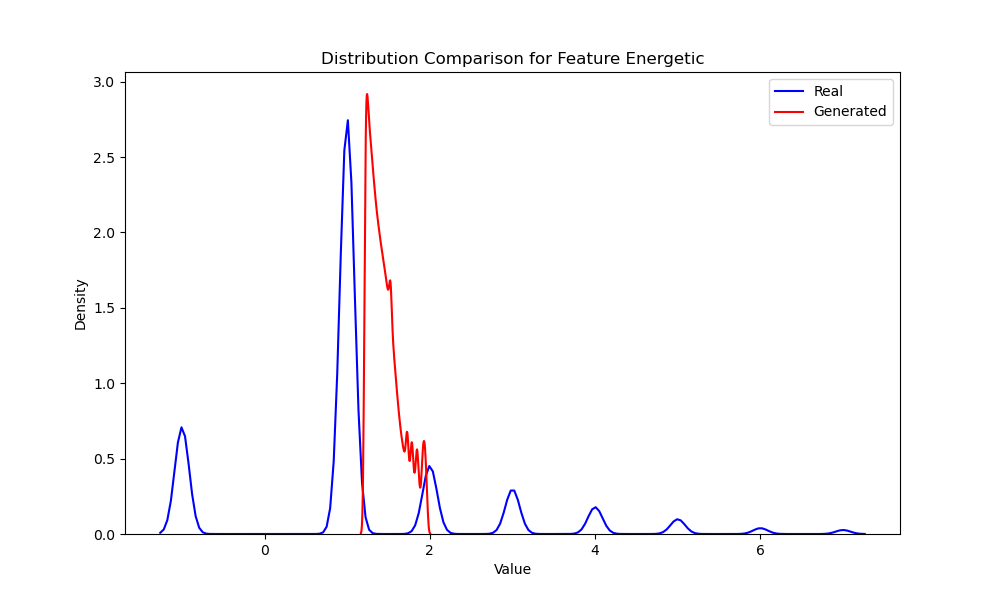 Distribution Comparison for Feature Energetic
Real
Generated
Density
3.0
2.5
2.0
1.5
1.0
0.5
0.0
0 2 4 6
Value